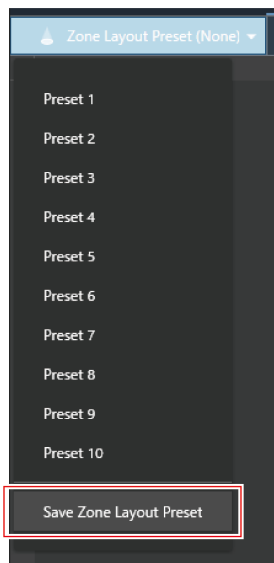 Zone Layout Preset (None)
Preset 1
Preset 2
Preset 3
Preset 4
Preset 5
Preset 6
Preset 7
Preset 8
Preset 9
Preset 10
Save Zone Layout Preset